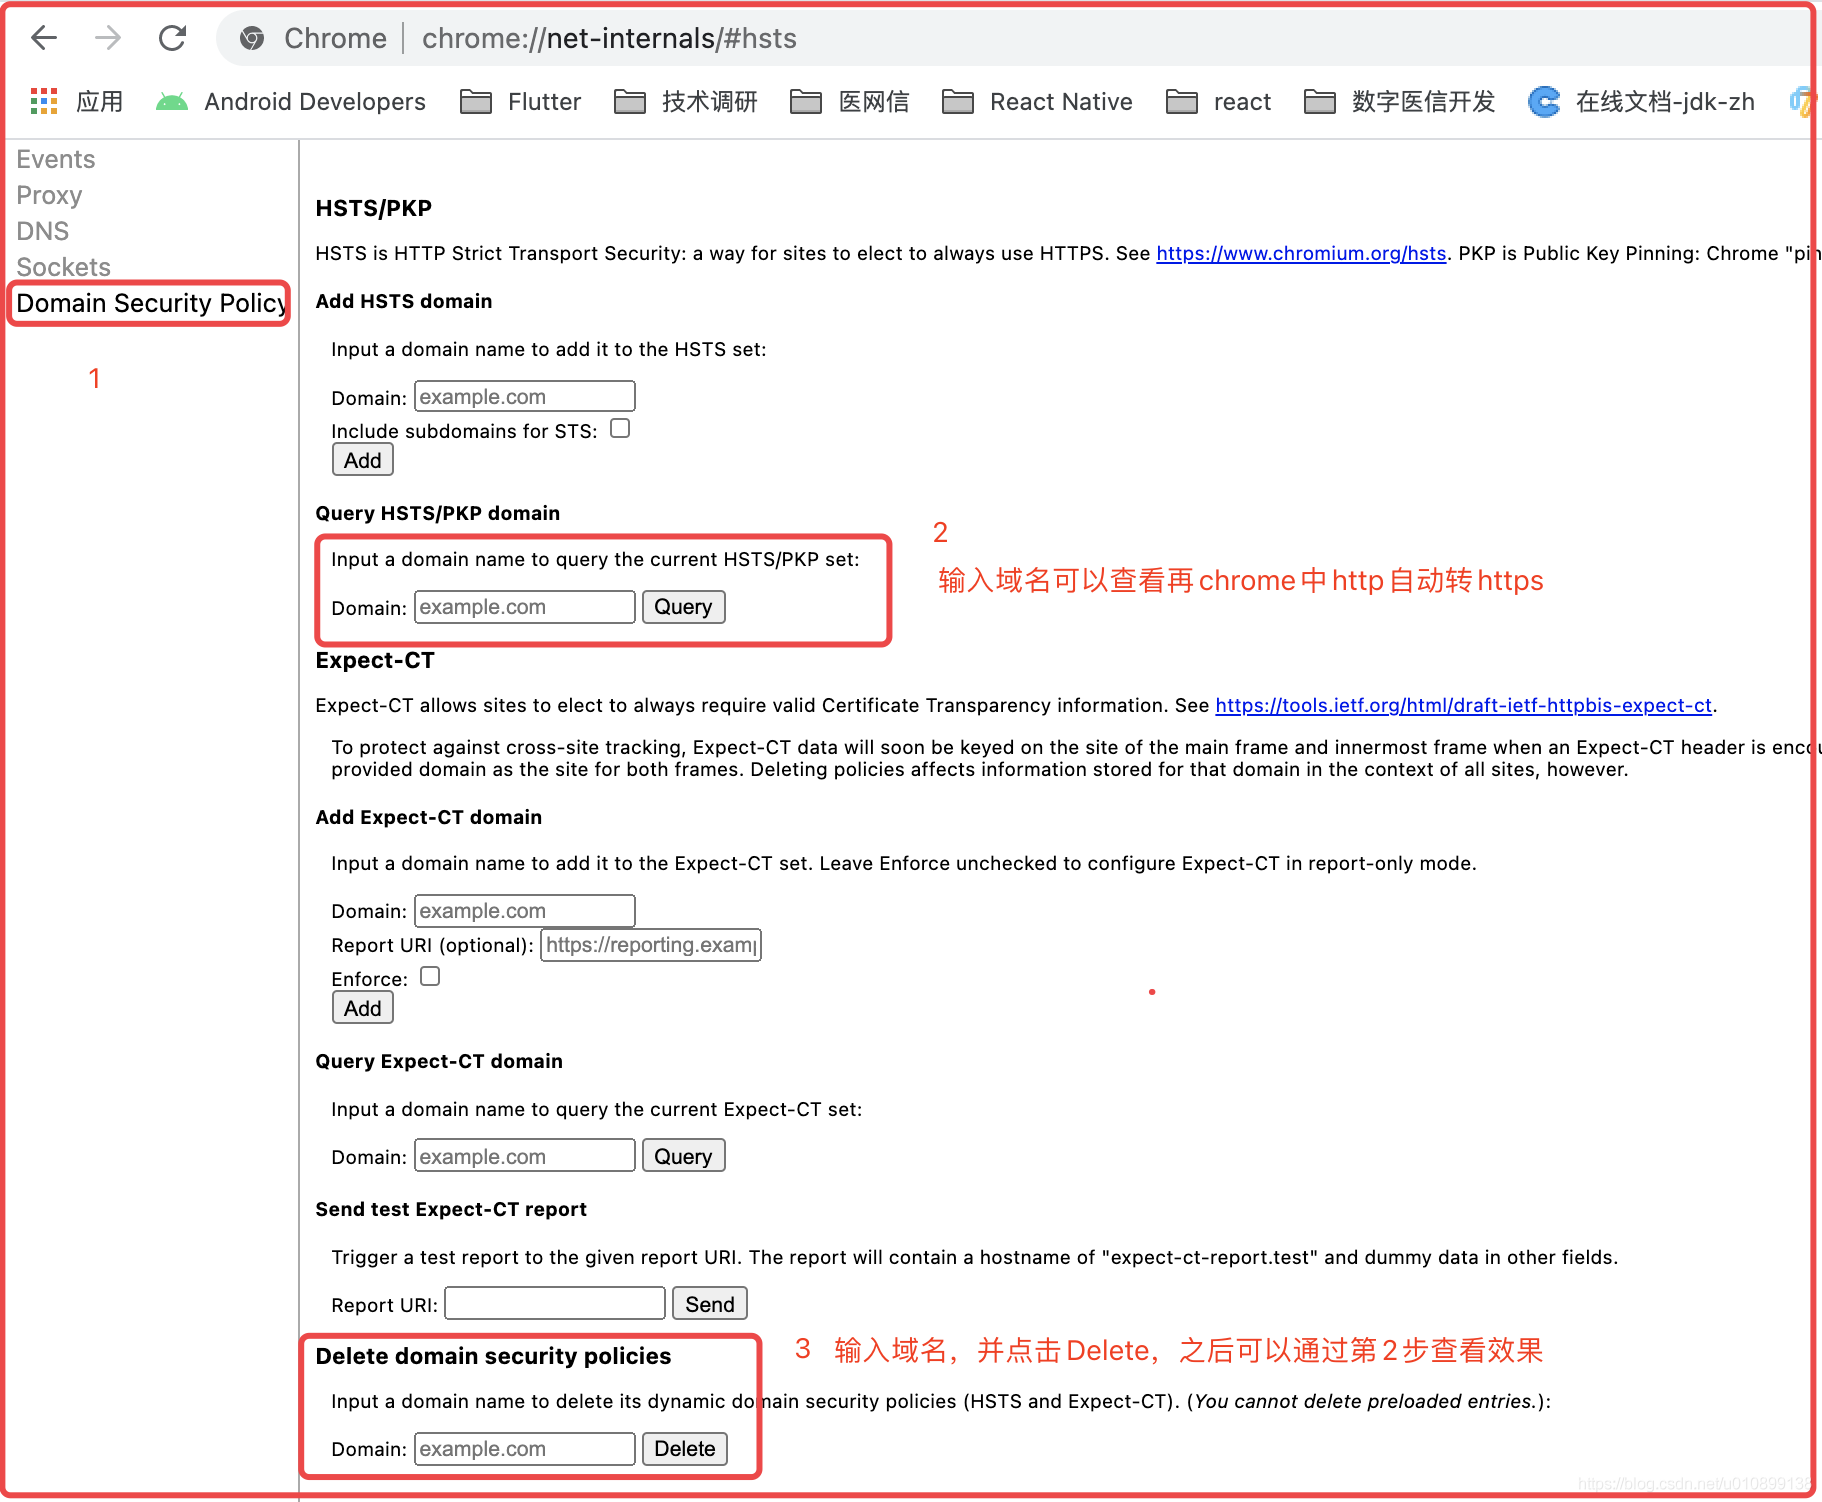 Chrome | chrome://net-internals/#hsts
应用 Android Developers Flutter 技术调研 医网信 React Native react 数字医信开发 在线文档-jdk-zh
Events
Proxy
DNS
Sockets
Domain Security Policy
1
HSTS/PKP
HSTS is HTTP Strict Transport Security: a way for sites to elect to always use HTTPS. See https://www.chromium.org/hsts. PKP is Public Key Pinning: Chrome "pin
Add HSTS domain
Input a domain name to add it to the HSTS set:
Domain: example.com
Include subdomains for STS:
Add
Query HSTS/PKP domain
2
Input a domain name to query the current HSTS/PKP set:
输入域名可以查看再chrome中http自动转https
Domain: example.com Query
Expect-CT
Expect-CT allows sites to elect to always require valid Certificate Transparency information. See https://tools.ietf.org/html/draft-ietf-httpbis-expect-ct.
To protect against cross-site tracking, Expect-CT data will soon be keyed on the site of the main frame and innermost frame when an Expect-CT header is encou
provided domain as the site for both frames. Deleting policies affects information stored for that domain in the context of all sites, however.
Add Expect-CT domain
Input a domain name to add it to the Expect-CT set. Leave Enforce unchecked to configure Expect-CT in report-only mode.
Domain: example.com
Report URI (optional): https://reporting.exam
Enforce:
Add
Query Expect-CT domain
Input a domain name to query the current Expect-CT set:
Domain: example.com Query
Send test Expect-CT report
Trigger a test report to the given report URI. The report will contain a hostname of "expect-ct-report.test" and dummy data in other fields.
Report URI: Send
3 输入域名，并点击Delete，之后可以通过第2步查看效果
Delete domain security policies
Input a domain name to delete its dynamic domain security policies (HSTS and Expect-CT). (You cannot delete preloaded entries.):
Domain: example.com Delete